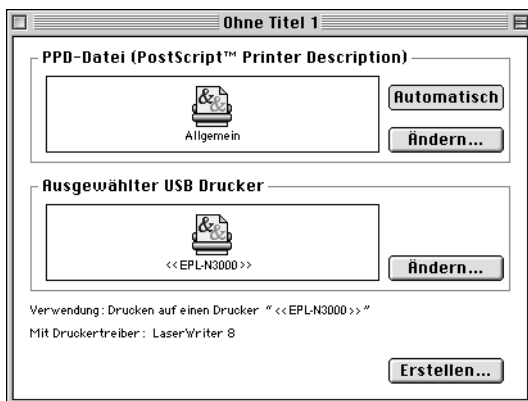 Ohne Titel 1
PPD-Datei (PostScript™ Printer Description)
Allgemein
Automatisch
Ändern...
Ausgewählter USB Drucker
<<EPL-N3000>>
Ändern...
Verwendung: Drucken auf einen Drucker "<<EPL-N3000>>"
Mit Druckertreiber: LaserWriter 8
Erstellen...